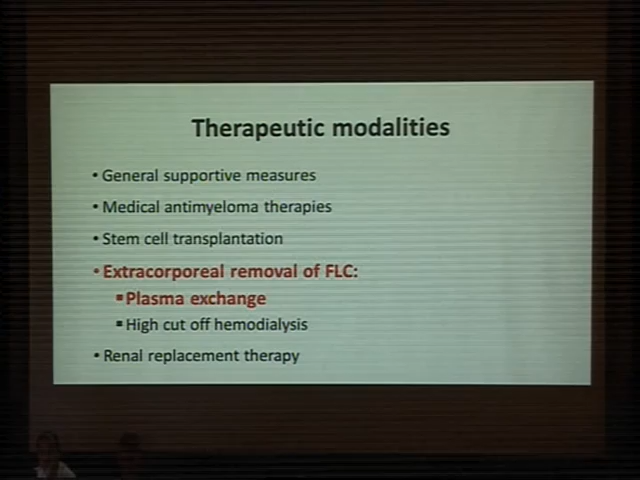 Therapeutic modalities
• General supportive measures
• Medical antimyeloma therapies
• Stem cell transplantation
• Extracorporeal removal of FLC:
▪ Plasma exchange
▪ High cut off hemodialysis
• Renal replacement therapy